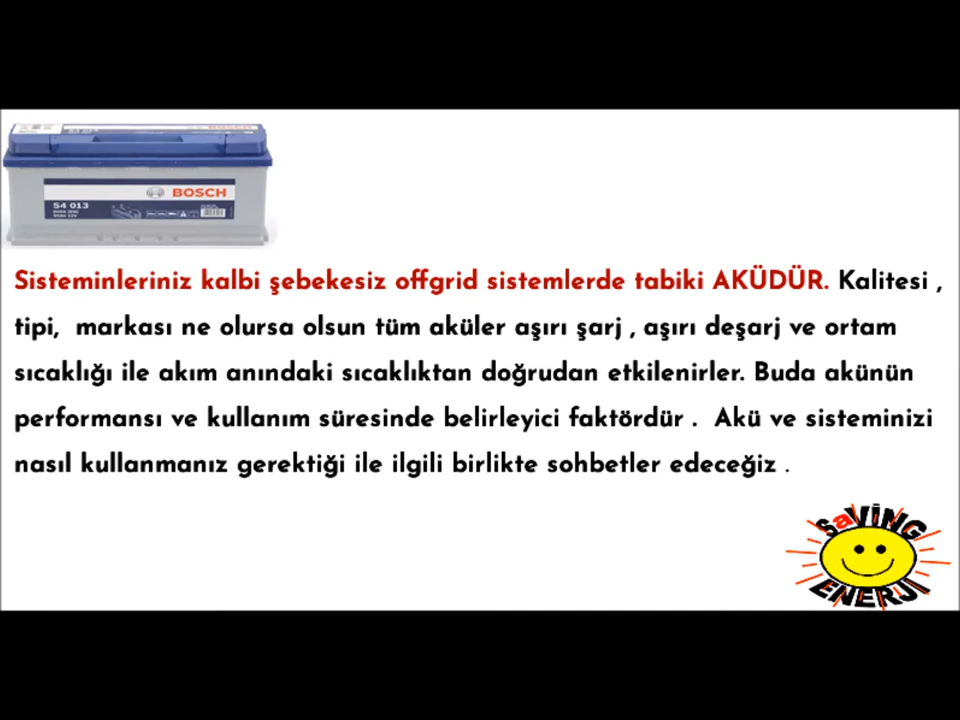 BOSCH
BOSCH
S4 013
Sisteminleriniz kalbi şebekesiz offgrid sistemlerde tabiki AKÜDÜR. Kalitesi ,
tipi, markası ne olursa olsun tüm aküler aşırı şarj , aşırı deşarj ve ortam
sıcaklığı ile akım anındaki sıcaklıktan doğrudan etkilenirler. Buda akünün
performansı ve kullanım süresinde belirleyici faktördür .  Akü ve sisteminizi
nasıl kullanmanız gerektiği ile ilgili birlikte sohbetler edeceğiz .
SaVİNG
ENERJI